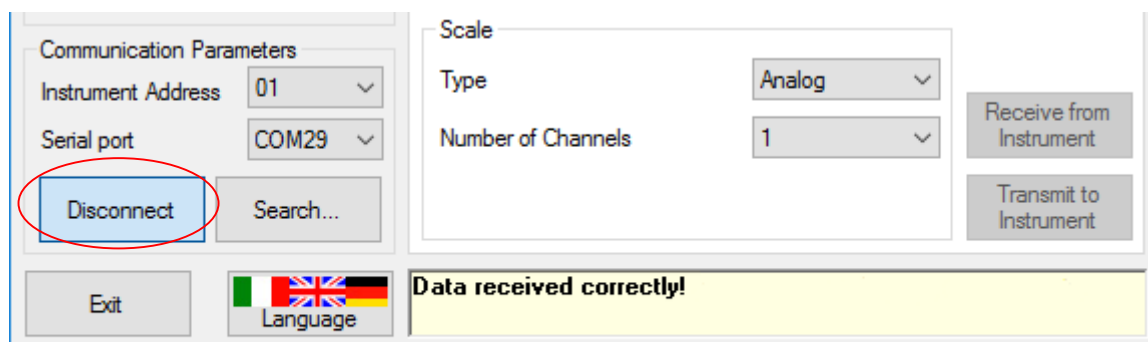 Communication Parameters
Instrument Address 01
Serial port COM29
Disconnect Search...
Exit
Language
Scale
Type Analog
Number of Channels 1
Receive from
Instrument
Transmit to
Instrument
Data received correctly!